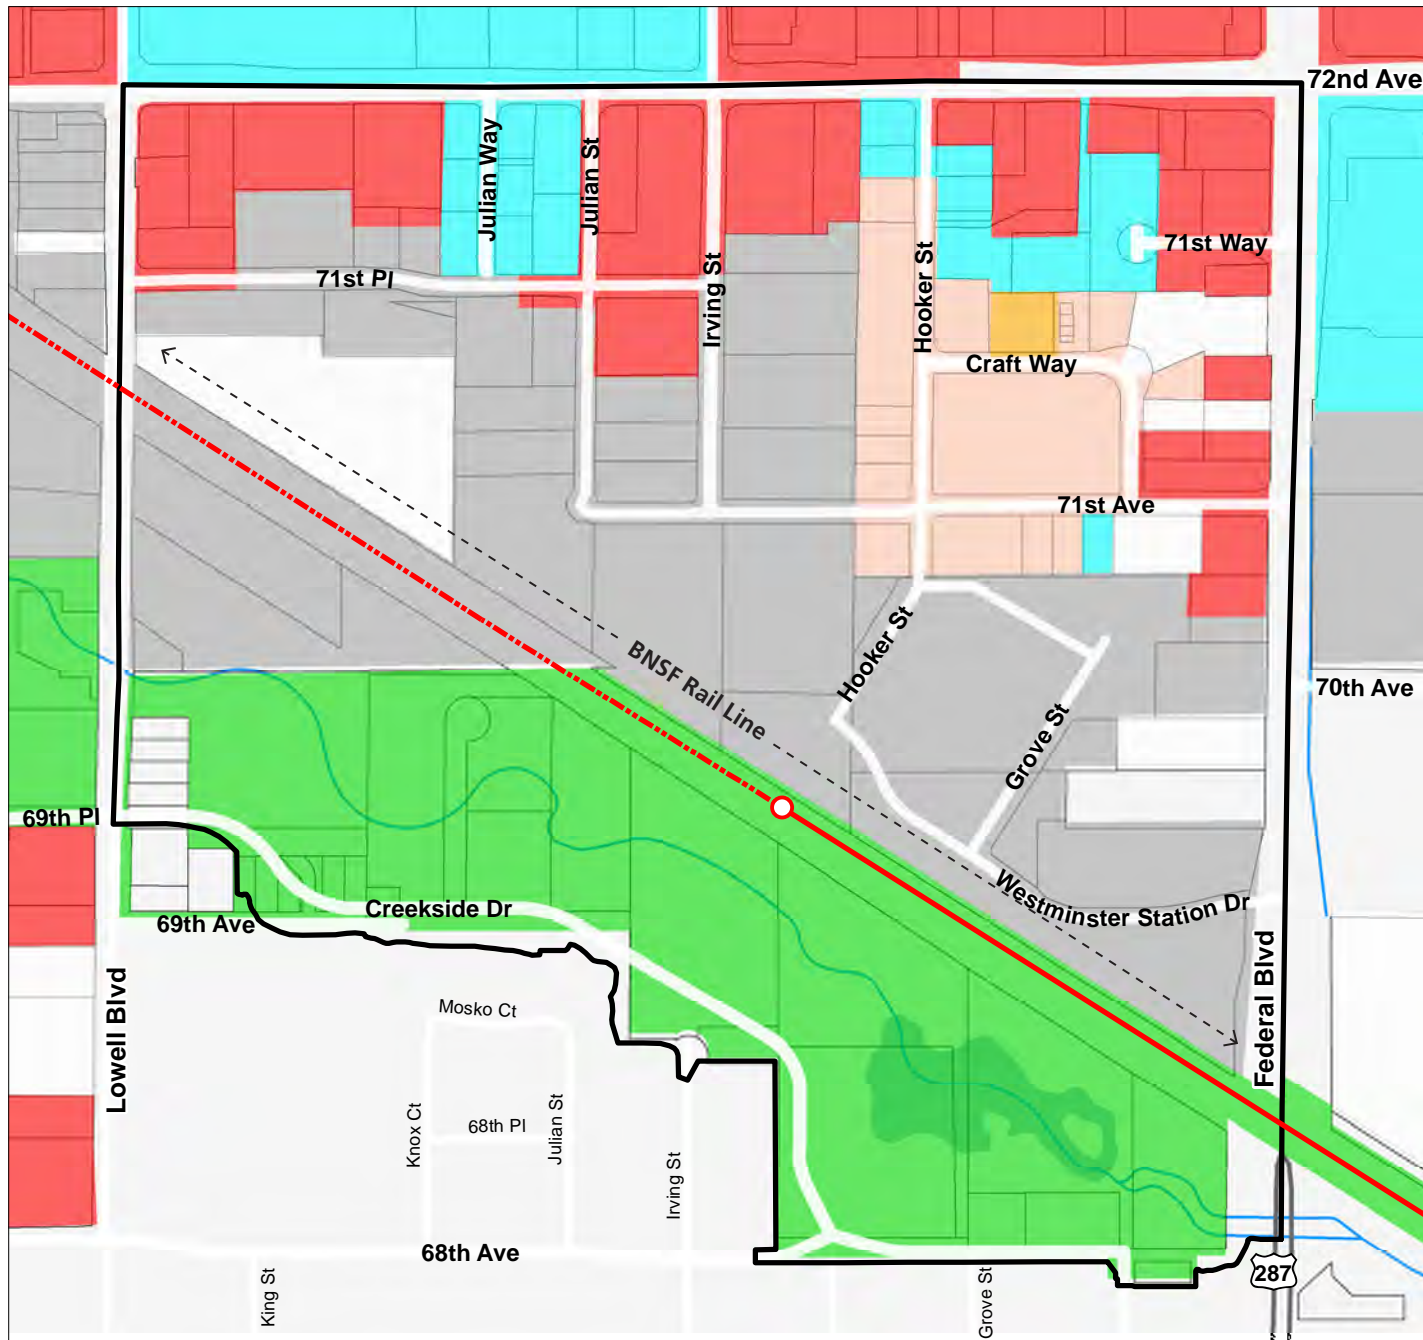 72nd Ave
Julian Way
Julian St
71st Way
Hooker St
Irving St
71st Pl
Craft Way
71st Ave
Hooker St
BNSF Rail Line
70th Ave
Grove St
69th Pl
Westminster Station Dr
Creekside Dr
69th Ave
Federal Blvd
Lowell Blvd
Mosko Ct
Knox Ct
68th Pl
Julian St
Irving St
68th Ave
287
King St
Grove St